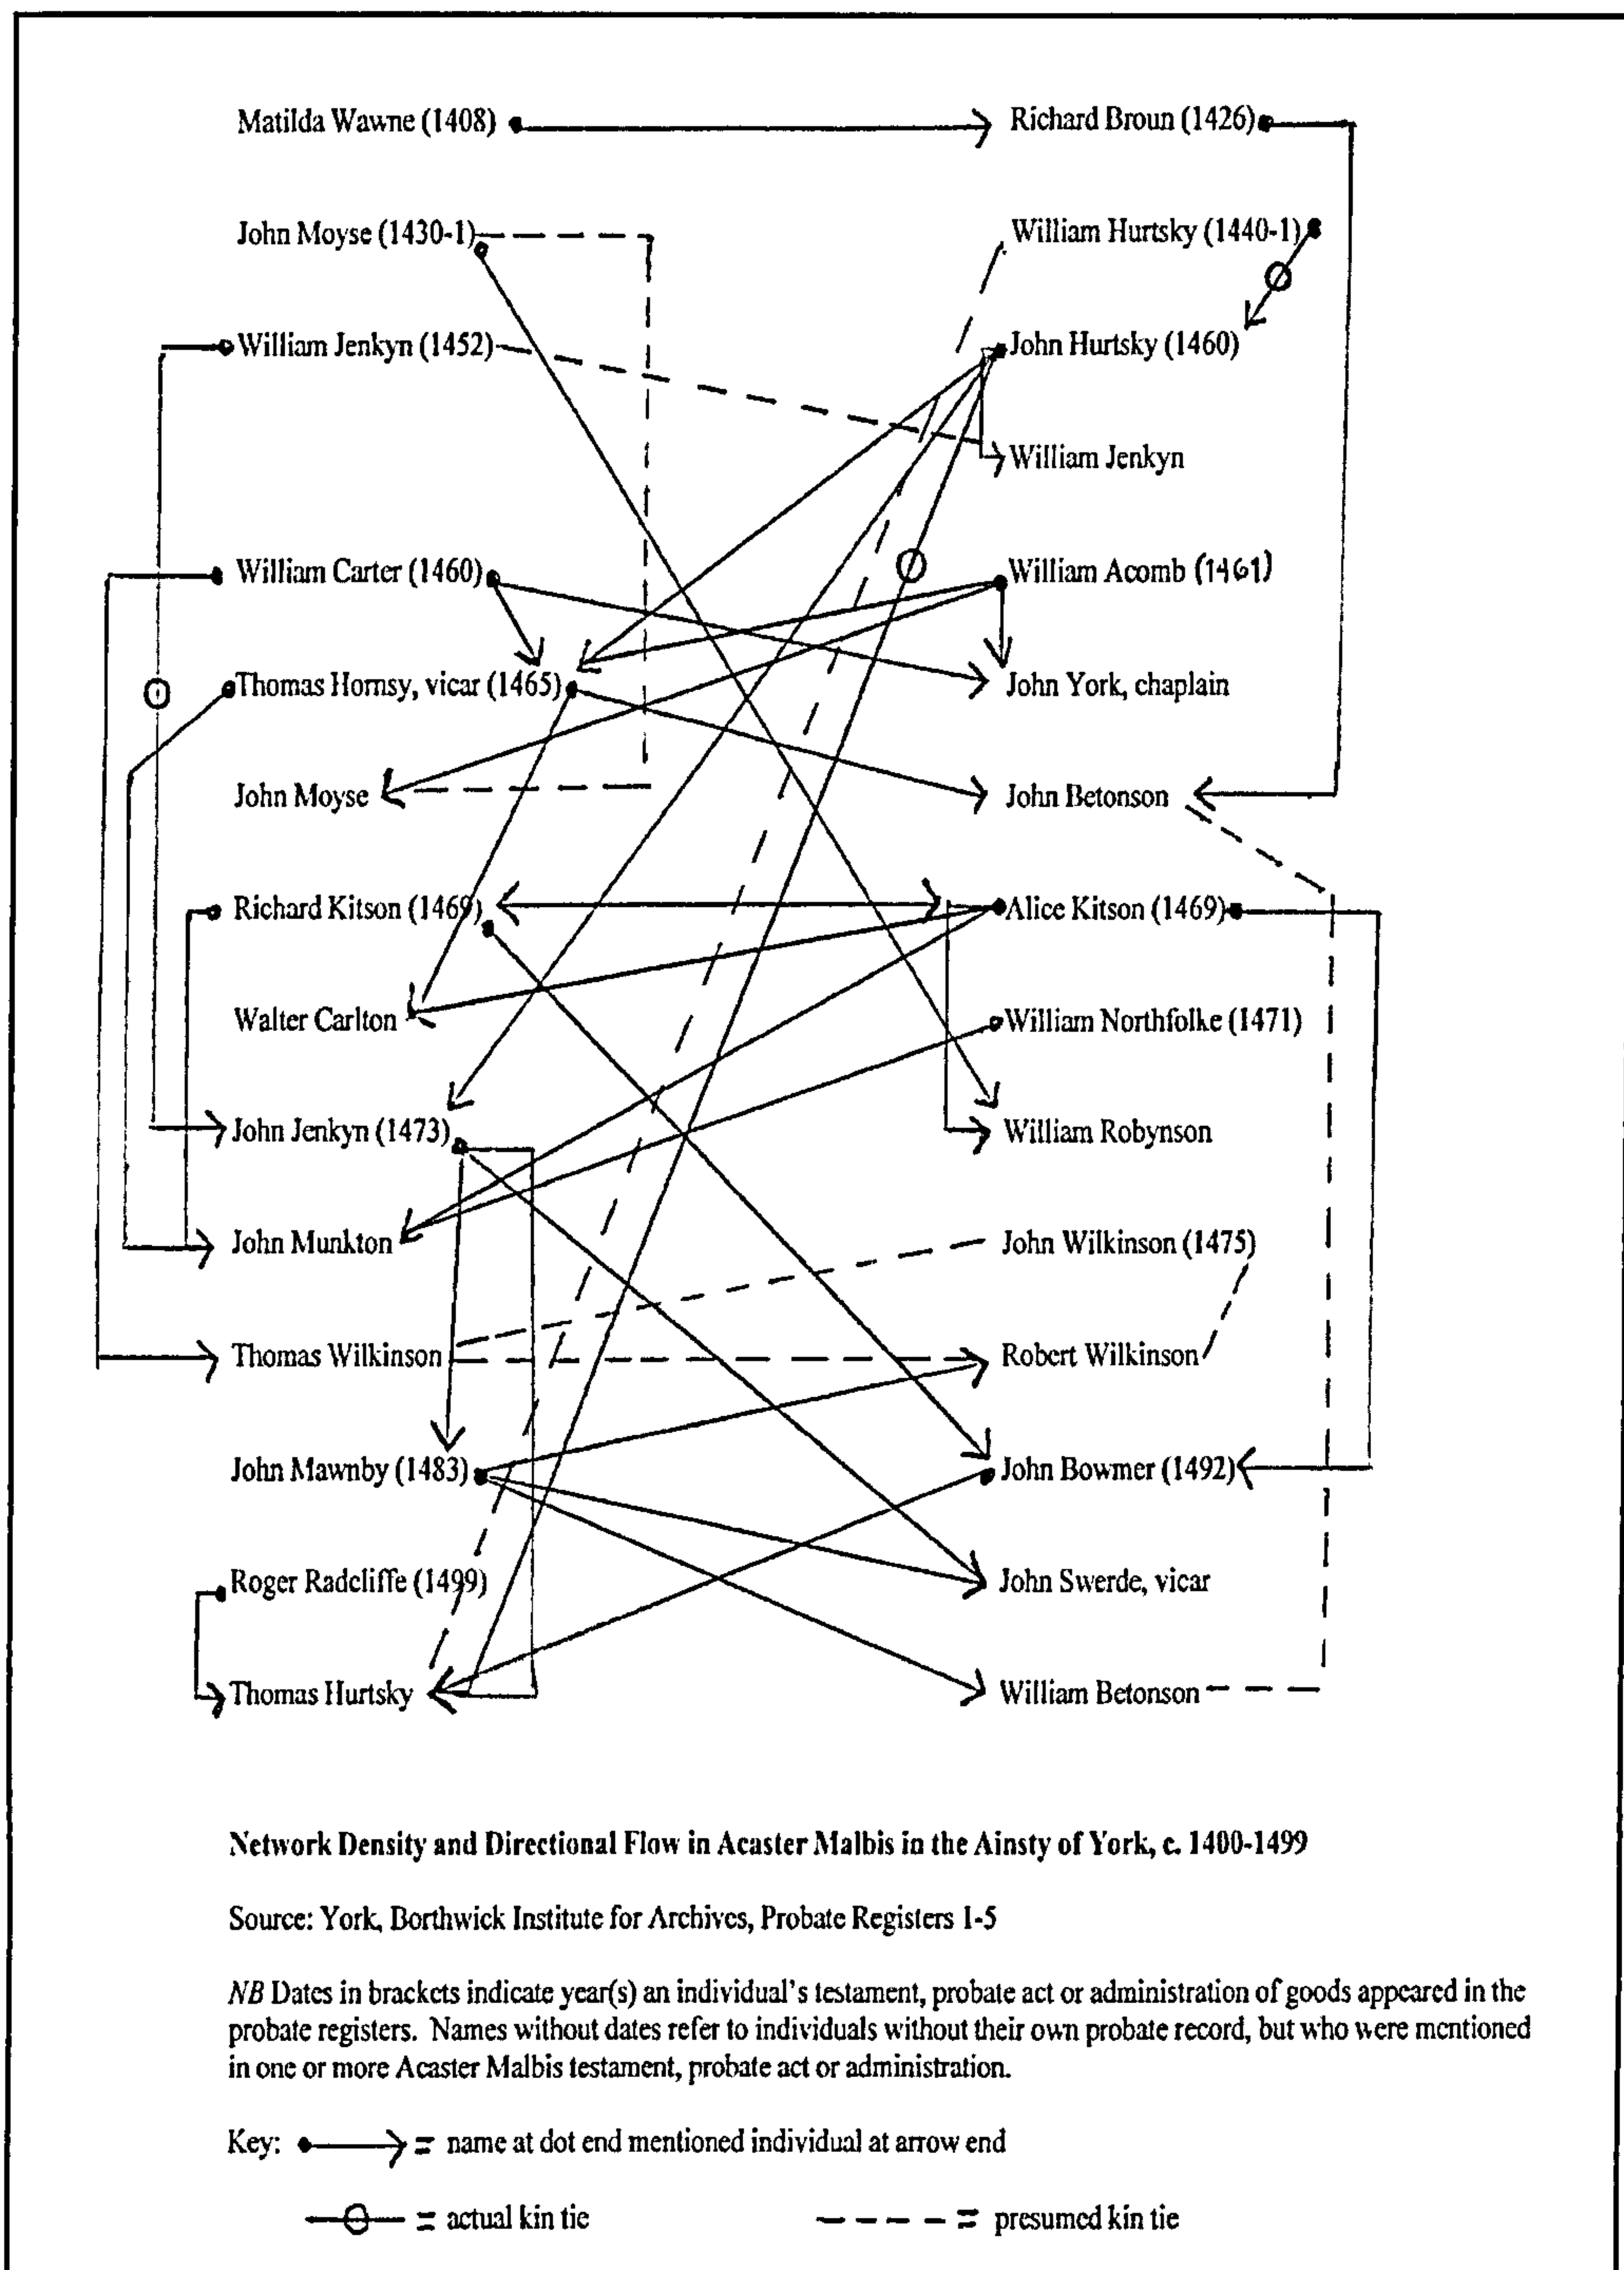 Matilda Wawne (1408) Richard Broun (1426)
John Moyse (1430-1) William Hurtsky (1440-1)
William Jenkyn (1452) John Hurtsky (1460)
William Jenkyn
William Carter (1460) William Acomb (1461)
Thomas Hornsy, vicar (1465) John York, chaplain
John Moyse John Betonson
Richard Kitson (1469) Alice Kitson (1469)
Walter Carlton William Northfolke (1471)
John Jenkyn (1473) William Robynson
John Munkton John Wilkinson (1475)
Thomas Wilkinson Robert Wilkinson
John Mawnby (1483) John Bowmer (1492)
Roger Radcliffe (1499) John Swerde, vicar
Thomas Hurtsky William Betonson
Network Density and Directional Flow in Acaster Malbis in the Ainsty of York, c. 1400-1499
Source: York, Borthwick Institute for Archives, Probate Registers 1-5
NB Dates in brackets indicate year(s) an individual's testament, probate act or administration of goods appeared in the
probate registers. Names without dates refer to individuals without their own probate record, but who were mentioned
in one or more Acaster Malbis testament, probate act or administration.
Key: = name at dot end mentioned individual at arrow end
= actual kin tie = presumed kin tie